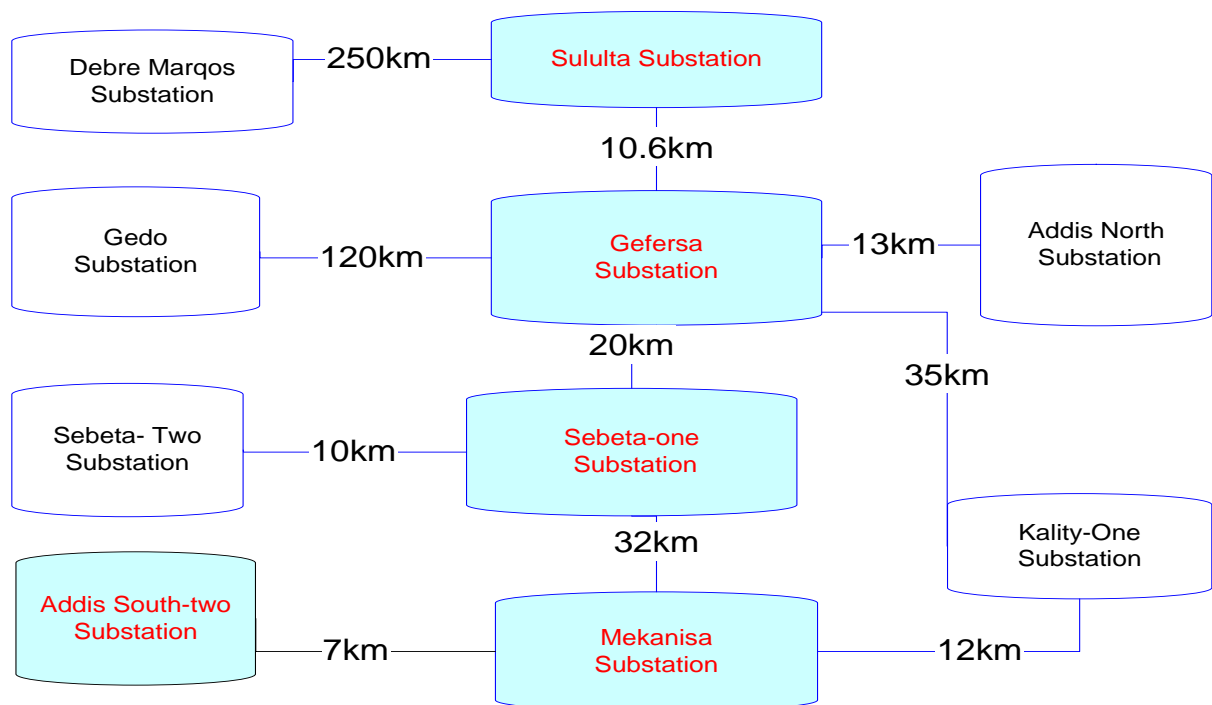 Debre Marqos
Substation
250km
Sululta Substation
10.6km
Gedo
Substation
120km
Gefersa
Substation
13km
Addis North
Substation
20km
35km
Sebeta- Two
Substation
10km
Sebeta-one
Substation
32km
Kality-One
Substation
Addis South-two
Substation
7km
Mekanisa
Substation
12km